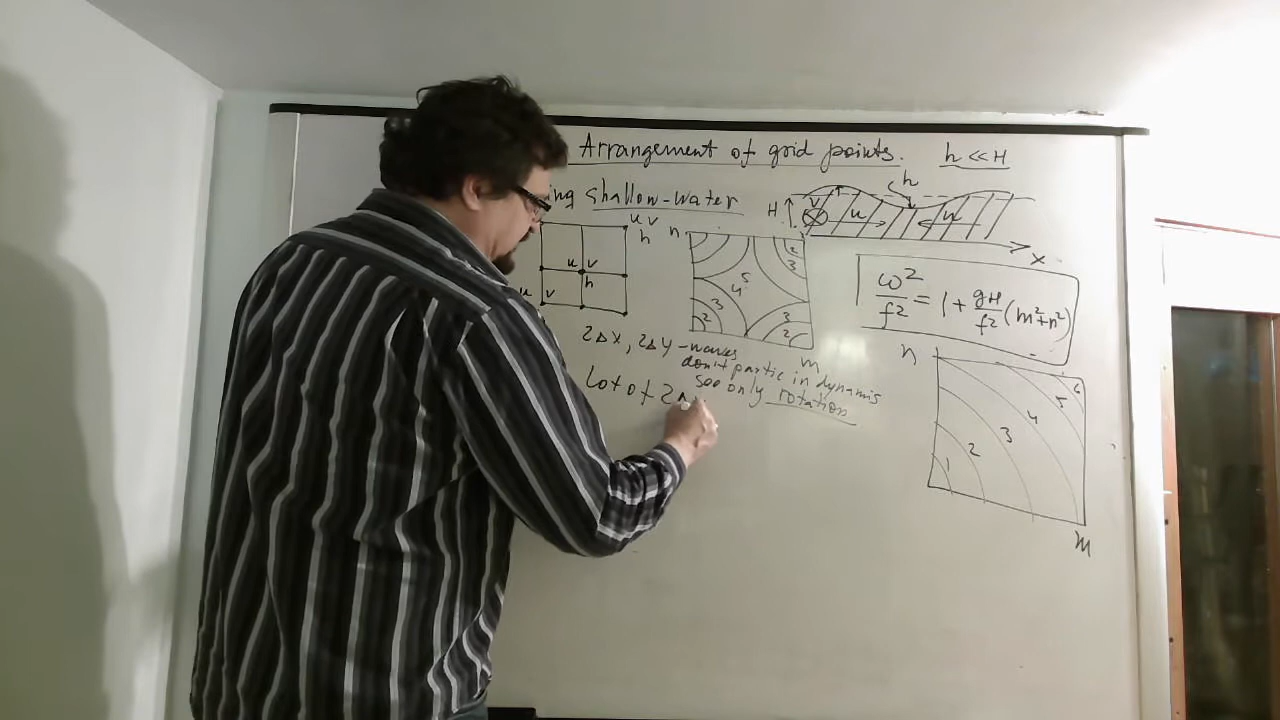 Arrangement of grid points. h << H
ing shallow-water
u v
h
u v
h
u v
n
2
3
5
4
3
2
3
2
m
H
h
v
u
u
x
ω²/f² = 1 + gH/f² (m²+n²)
2Δx, 2Δy - waves
don't partic in dynamis
see only rotation
Lot of 2Δ
n
1
2
3
4
5
6
m